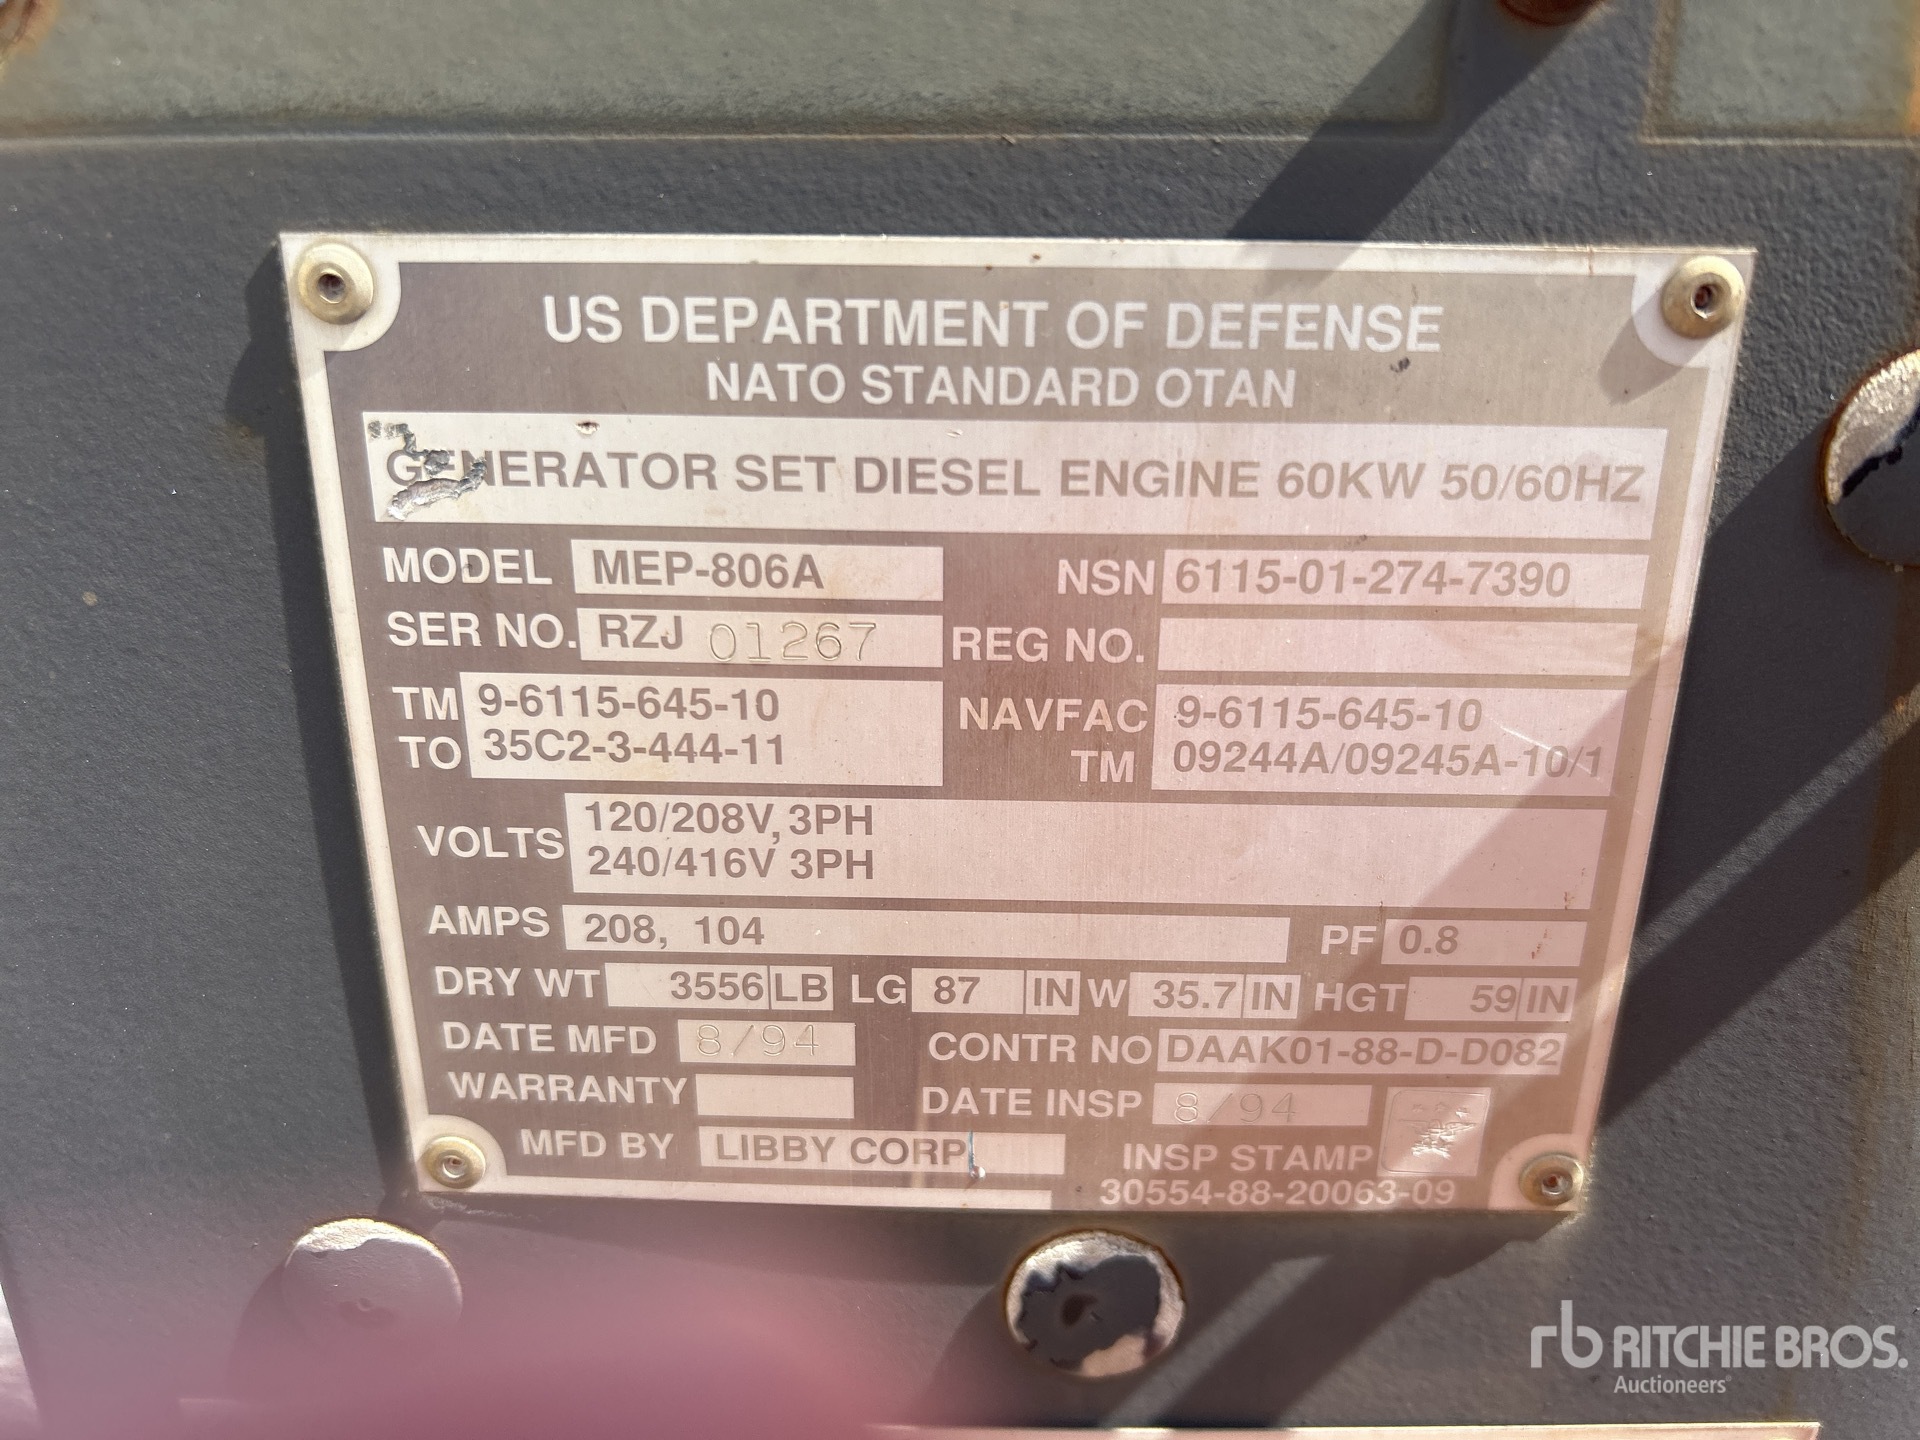 US DEPARTMENT OF DEFENSE
NATO STANDARD OTAN
GENERATOR SET DIESEL ENGINE 60KW 50/60HZ
MODEL MEP-806A NSN 6115-01-274-7390
SER NO. RZJ 01267 REG NO.
TM 9-6115-645-10 NAVFAC 9-6115-645-10
TO 35C2-3-444-11 TM 09244A/09245A-10/1
VOLTS 120/208V, 3PH
240/416V 3PH
AMPS 208, 104 PF 0.8
DRY WT 3556 LB LG 87 IN W 35.7 IN HGT 59 IN
DATE MFD 8/94 CONTR NO DAAK01-88-D-D082
WARRANTY DATE INSP 8/94
MFD BY LIBBY CORP INSP STAMP
30554-88-20063-09
rb RITCHIE BROS.
Auctioneers